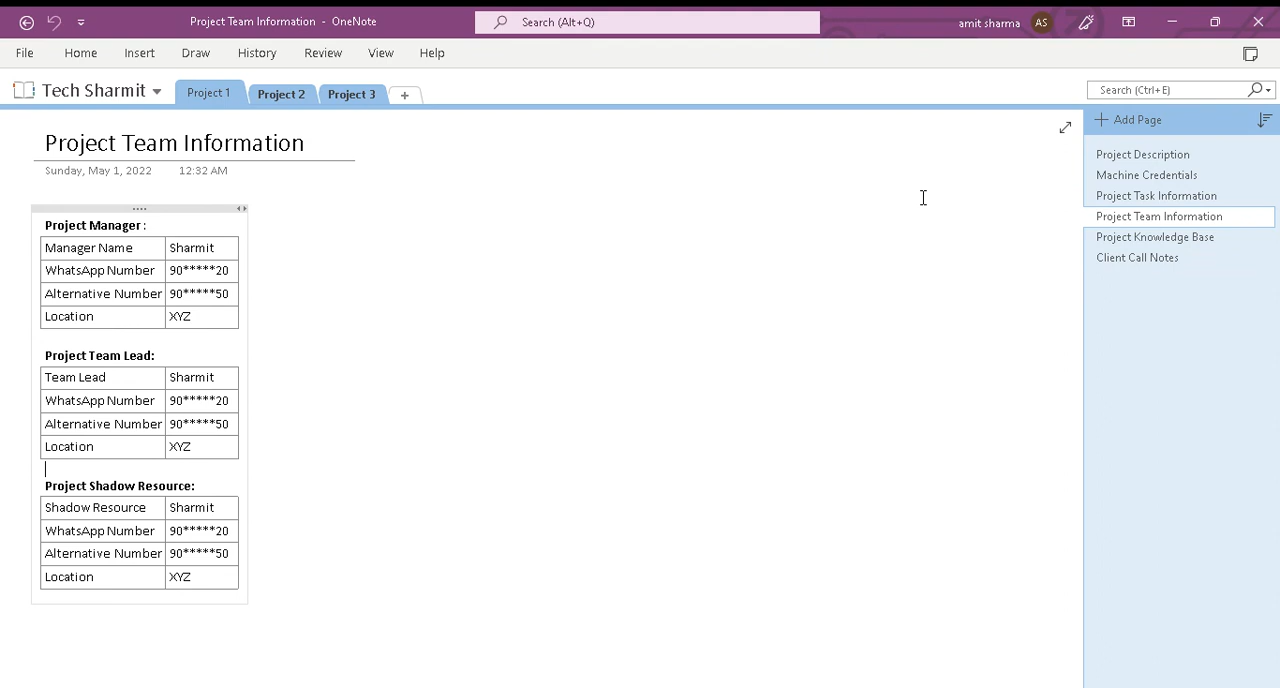 Project Team Information - OneNote
Search (Alt+Q)
amit sharma AS
File Home Insert Draw History Review View Help
Tech Sharmit Project 1 Project 2 Project 3 +
Search (Ctrl+E)
Add Page
Project Description
Machine Credentials
Project Task Information
Project Team Information
Project Knowledge Base
Client Call Notes
Project Team Information
Sunday, May 1, 2022 12:32 AM
Project Manager :
Manager Name Sharmit
WhatsApp Number 90*****20
Alternative Number 90*****50
Location XYZ
Project Team Lead:
Team Lead Sharmit
WhatsApp Number 90*****20
Alternative Number 90*****50
Location XYZ
Project Shadow Resource:
Shadow Resource Sharmit
WhatsApp Number 90*****20
Alternative Number 90*****50
Location XYZ